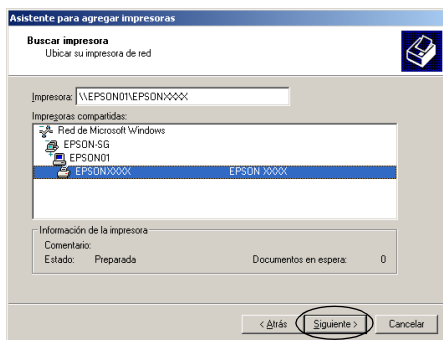 Asistente para agregar impresoras
Buscar impresora
Ubicar su impresora de red
Impresora: \\EPSON01\EPSONXXXX
Impresoras compartidas:
Red de Microsoft Windows
EPSON-SG
EPSON01
EPSONXXXX EPSON XXXX
Información de la impresora
Comentario:
Estado: Preparada Documentos en espera: 0
< Atrás Siguiente > Cancelar